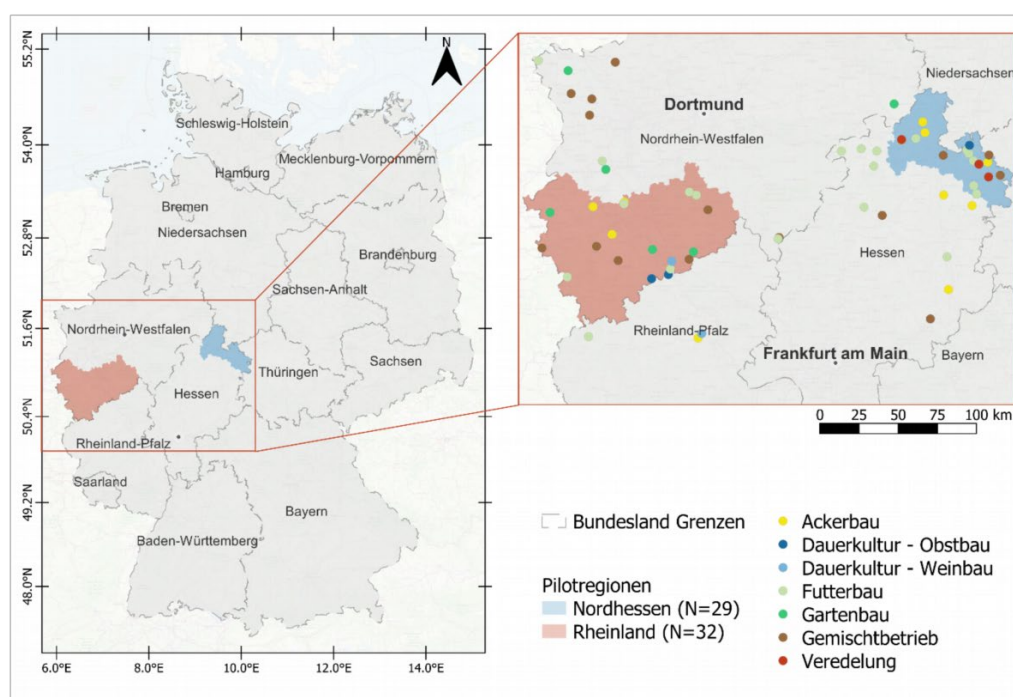 55.2°N
54.0°N
52.8°N
51.6°N
50.4°N
49.2°N
48.0°N
6.0°E
8.0°E
10.0°E
12.0°E
14.0°E
N
Schleswig-Holstein
Mecklenburg-Vorpommern
Hamburg
Bremen
Niedersachsen
Brandenburg
Sachsen-Anhalt
Nordrhein-Westfalen
Sachsen
Thüringen
Hessen
Rheinland-Pfalz
Saarland
Bayern
Baden-Württemberg
Niedersachsen
Dortmund
Nordrhein-Westfalen
Hessen
Rheinland-Pfalz
Frankfurt am Main
Bayern
0 25 50 75 100 km
Bundesland Grenzen
Pilotregionen
Nordhessen (N=29)
Rheinland (N=32)
Ackerbau
Dauerkultur - Obstbau
Dauerkultur - Weinbau
Futterbau
Gartenbau
Gemischtbetrieb
Veredelung